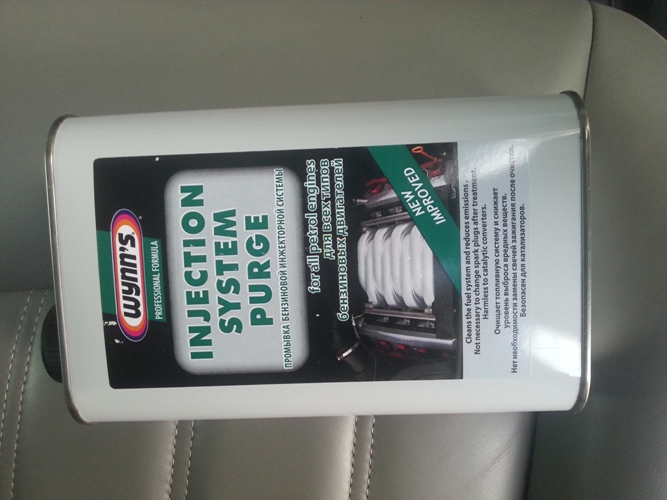 wynn's
PROFESSIONAL FORMULA
INJECTION
SYSTEM
PURGE
ПРОМЫВКА БЕНЗИНОВОЙ ИНЖЕКТОРНОЙ СИСТЕМЫ
for all petrol engines
для всех типов
бензиновых двигателей
NEW
IMPROVED
Cleans the fuel system and reduces emissions.
Not necessary to change spark plugs after treatment.
Harmless to catalytic converters.
Очищает топливную систему и снижает
уровень выброса вредных веществ.
Нет необходимости замены свечей зажигания после очистки.
Безопасен для катализаторов.